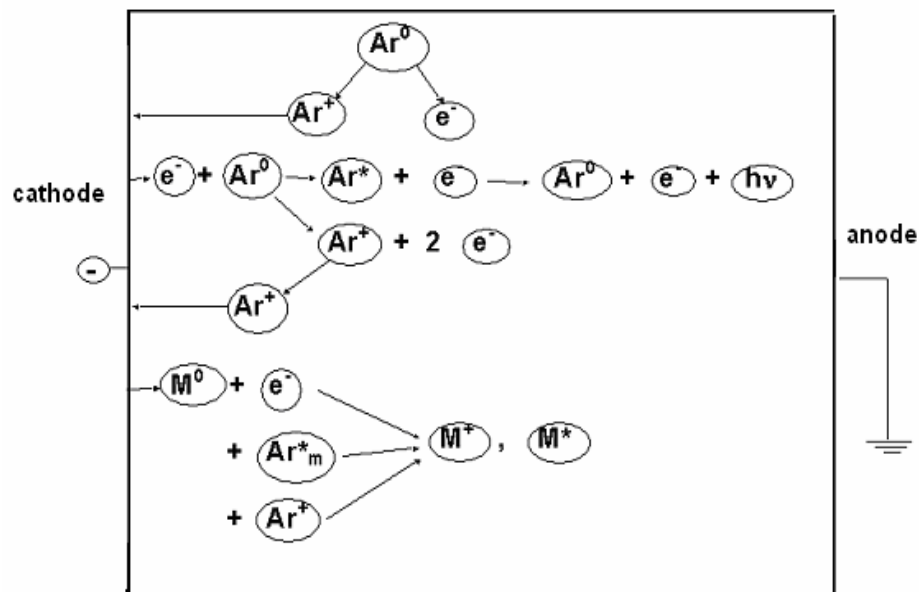 Ar⁰
Ar⁺ e⁻
e⁻ + Ar⁰ Ar* + e Ar⁰ + e⁻ + hν
cathode
Ar⁺ + 2 e⁻
anode
-
Ar⁺
M⁰ + e⁻
M⁺ , M*
+ Ar*ₘ
+ Ar⁺